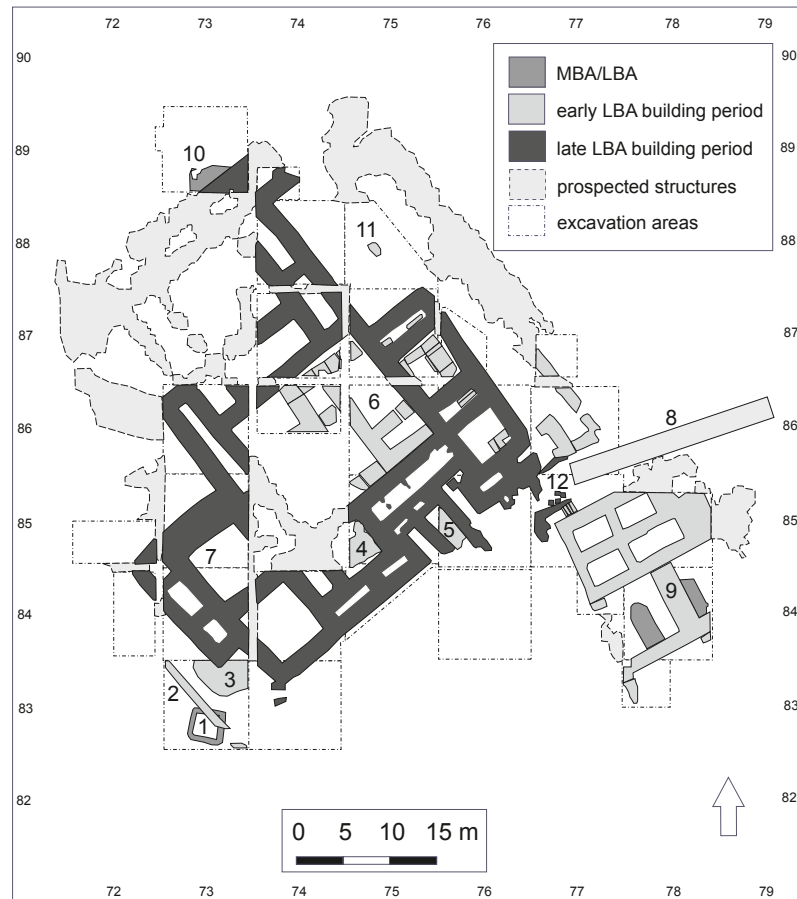 72 73 74 75 76 77 78 79
90 90
MBA/LBA
early LBA building period
late LBA building period
prospected structures
excavation areas
89 89
10
88 88
11
87 87
6
86 86
8
12
85 85
7 4 5
84 84
9
3
2
83 83
1
82 82
0 5 10 15 m
72 73 74 75 76 77 78 79